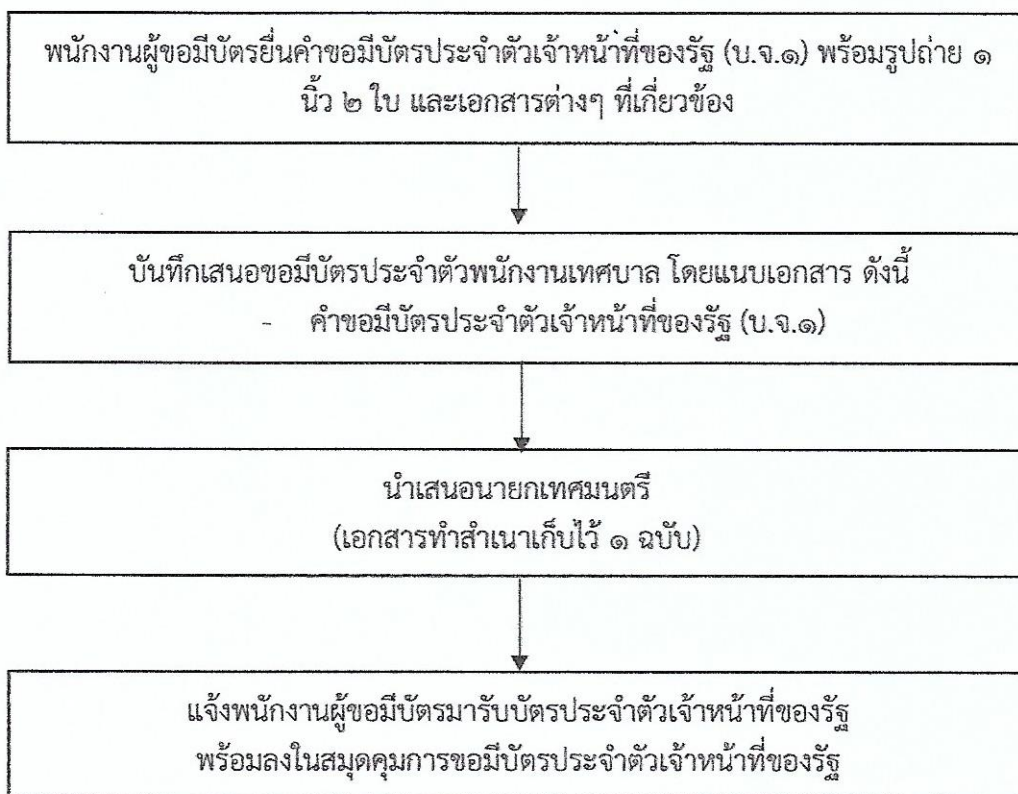 พนักงานผู้ขอมีบัตรยื่นคำขอมีบัตรประจำตัวเจ้าหน้าที่ของรัฐ (บ.จ.๑) พร้อมรูปถ่าย ๑
นิ้ว ๒ ใบ และเอกสารต่างๆ ที่เกี่ยวข้อง
บันทึกเสนอขอมีบัตรประจำตัวพนักงานเทศบาล โดยแนบเอกสาร ดังนี้
- คำขอมีบัตรประจำตัวเจ้าหน้าที่ของรัฐ (บ.จ.๑)
นำเสนอนายกเทศมนตรี
(เอกสารทำสำเนาเก็บไว้ ๑ ฉบับ)
แจ้งพนักงานผู้ขอมีบัตรมารับบัตรประจำตัวเจ้าหน้าที่ของรัฐ
พร้อมลงในสมุดคุมการขอมีบัตรประจำตัวเจ้าหน้าที่ของรัฐ